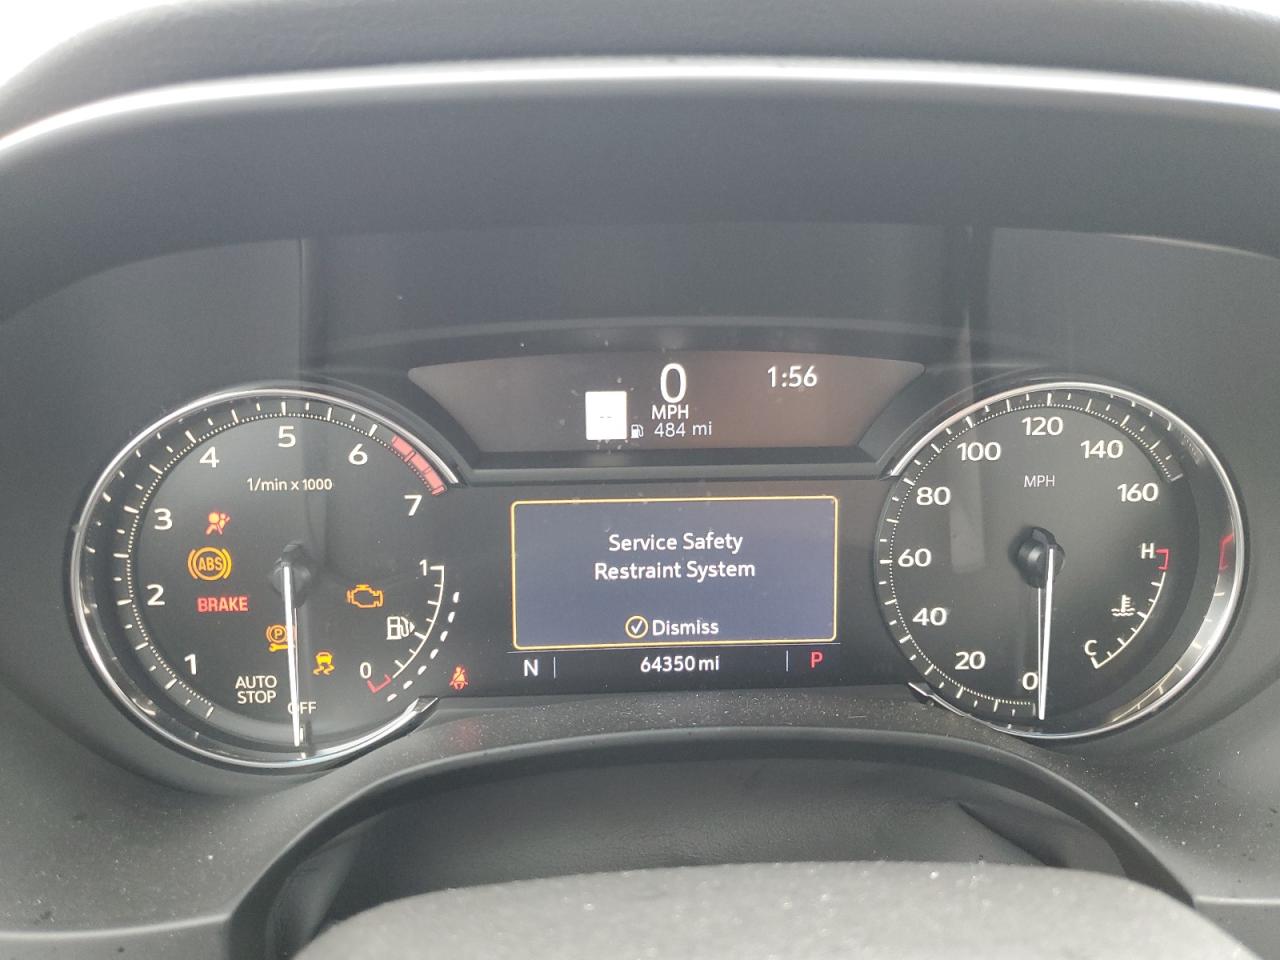 0
1:56
MPH
484 mi
1
2
3
4
5
6
7
1/min x 1000
ABS
BRAKE
P
AUTO
STOP
OFF
1
0
Service Safety
Restraint System
Dismiss
N
64350 mi
P
0
20
40
60
80
100
120
140
160
MPH
H
C